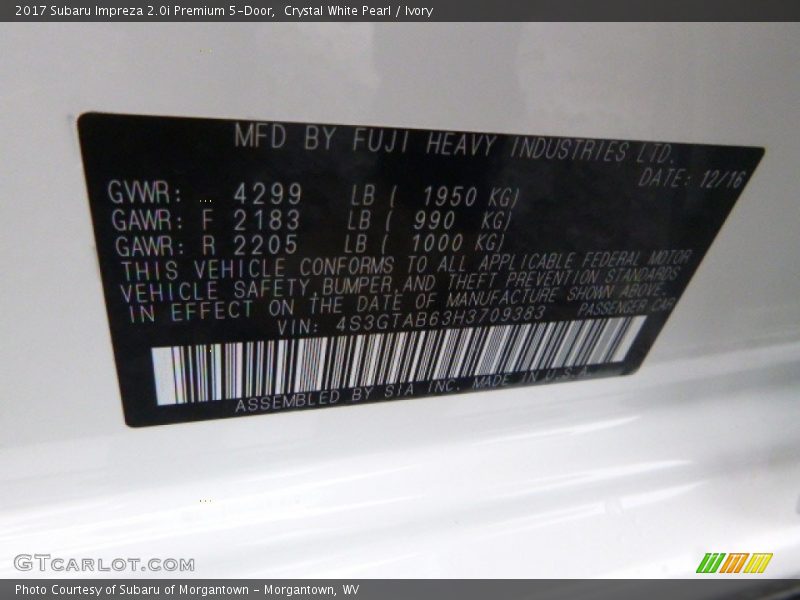 2017 Subaru Impreza 2.0i Premium 5-Door, Crystal White Pearl / Ivory
MFD BY FUJI HEAVY INDUSTRIES LTD.
DATE: 12/16
GVWR: 4299 LB ( 1950 KG)
GAWR: F 2183 LB ( 990 KG)
GAWR: R 2205 LB ( 1000 KG)
THIS VEHICLE CONFORMS TO ALL APPLICABLE FEDERAL MOTOR
VEHICLE SAFETY BUMPER, AND THEFT PREVENTION STANDARDS
IN EFFECT ON THE DATE OF MANUFACTURE SHOWN ABOVE.
VIN: 4S3GTAB63H3709383 PASSENGER CAR
ASSEMBLED BY SIA INC. MADE IN U.S.A.
GTCARLOT.COM
Photo Courtesy of Subaru of Morgantown - Morgantown, WV